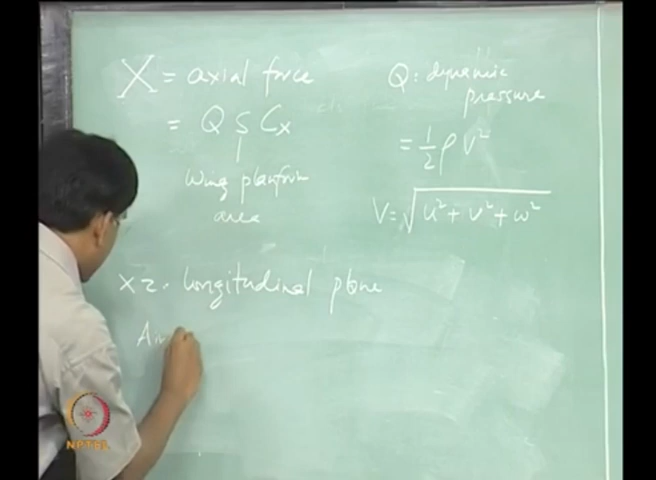 X = axial force
= Q S Cx
Wing planform
area
Q: dynamic
pressure
= 1/2 ρ V²
V = √(u² + v² + w²)
XZ. Longitudinal plane
An
NPTEL